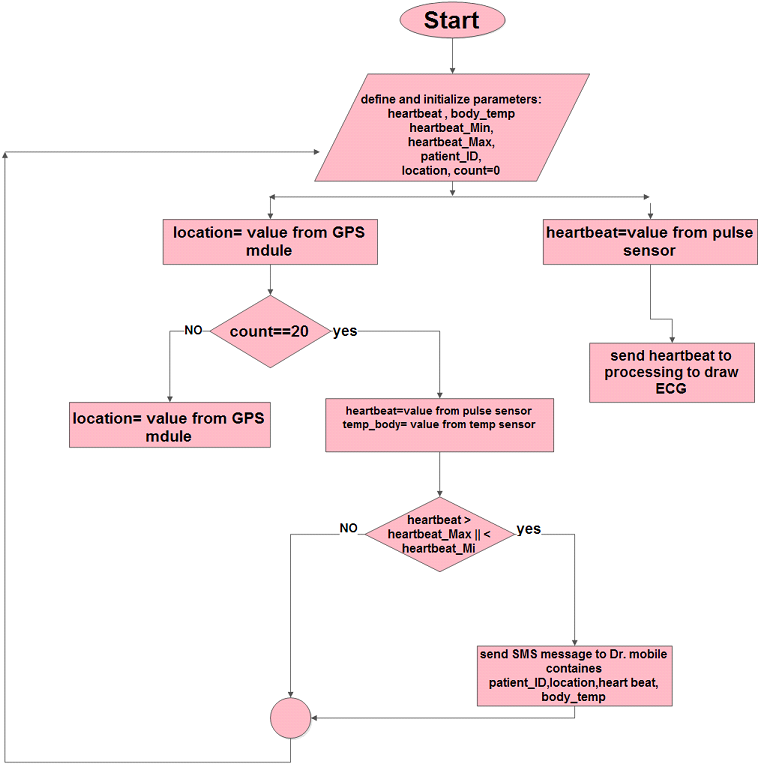 Start
define and initialize parameters:
heartbeat , body_temp
heartbeat_Min,
heartbeat_Max,
patient_ID,
location, count=0
location= value from GPS
mdule
heartbeat=value from pulse
sensor
NO
count==20
yes
send heartbeat to
processing to draw
ECG
location= value from GPS
mdule
heartbeat=value from pulse sensor
temp_body= value from temp sensor
NO
heartbeat >
heartbeat_Max || <
heartbeat_Mi
yes
send SMS message to Dr. mobile
containes
patient_ID,location,heart beat,
body_temp